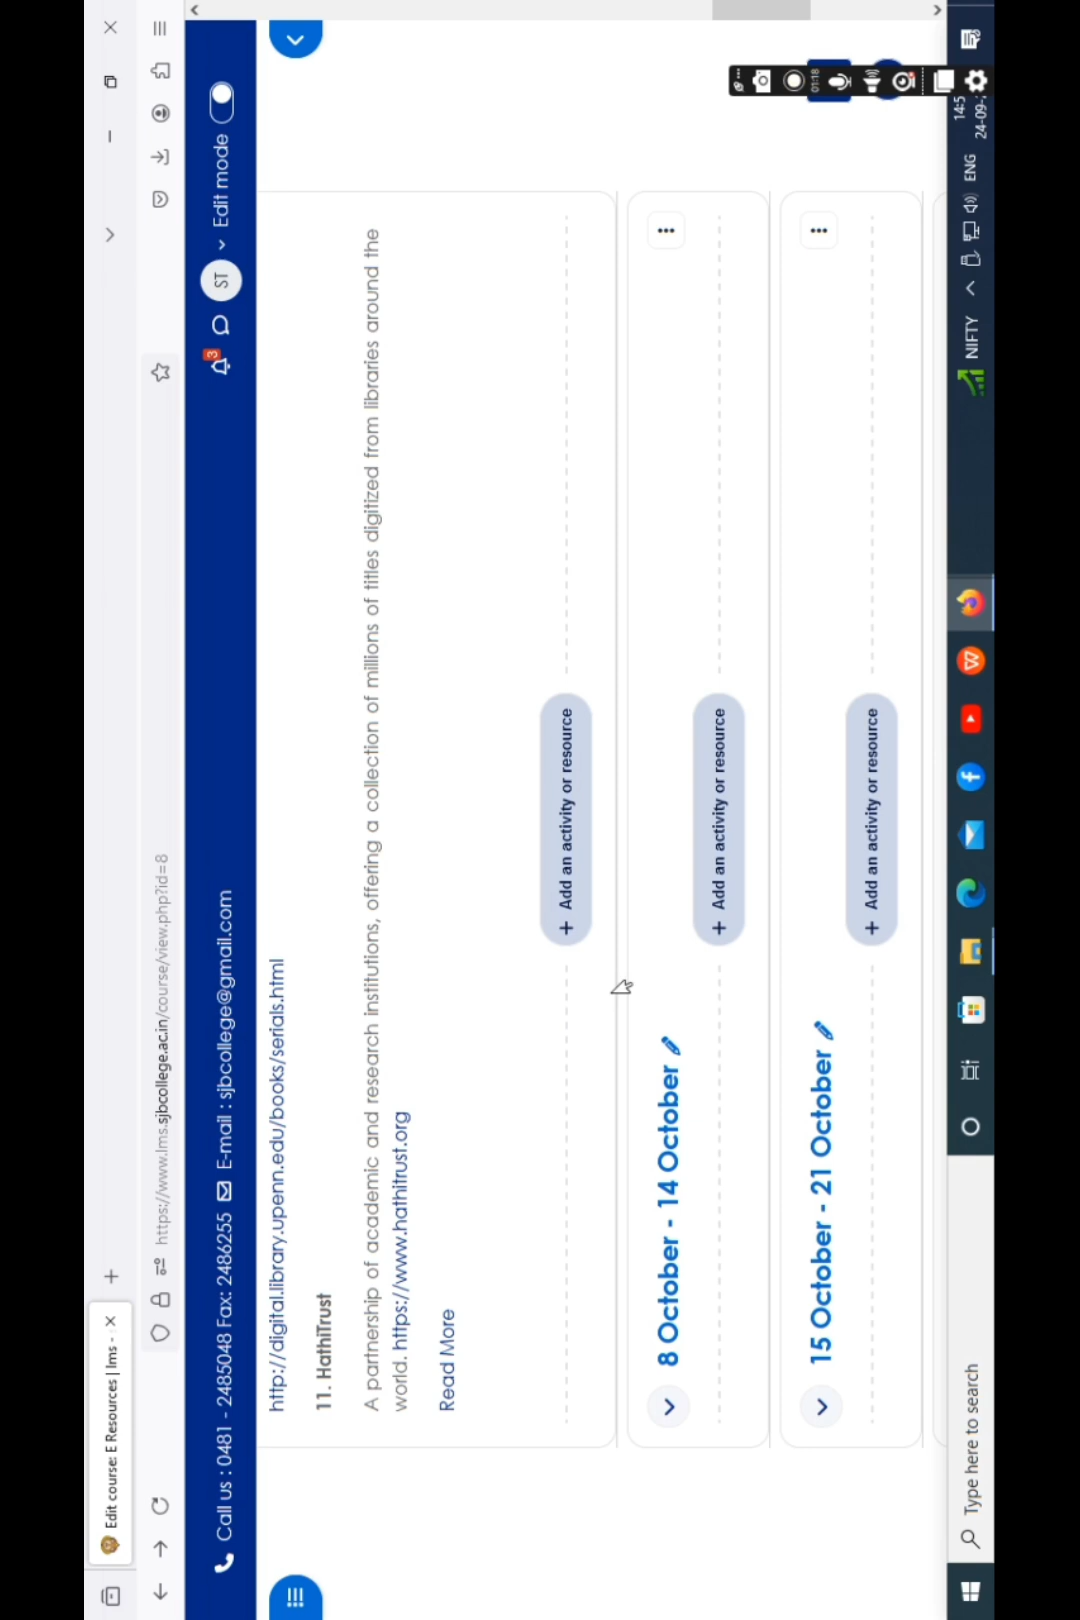 Edit course: E Resources | lms -
https://www.lms.sjbcollege.ac.in/course/view.php?id=8
Call us : 0481 - 2485048 Fax: 2486255 E-mail : sjbcollege@gmail.com
3
ST
Edit mode
http://digital.library.upenn.edu/books/serials.html
11. HathiTrust
A partnership of academic and research institutions, offering a collection of millions of titles digitized from libraries around the
world. https://www.hathitrust.org
Read More
+ Add an activity or resource
8 October - 14 October
+ Add an activity or resource
15 October - 21 October
+ Add an activity or resource
01:18
Type here to search
NIFTY
ENG
14:5
24-09-